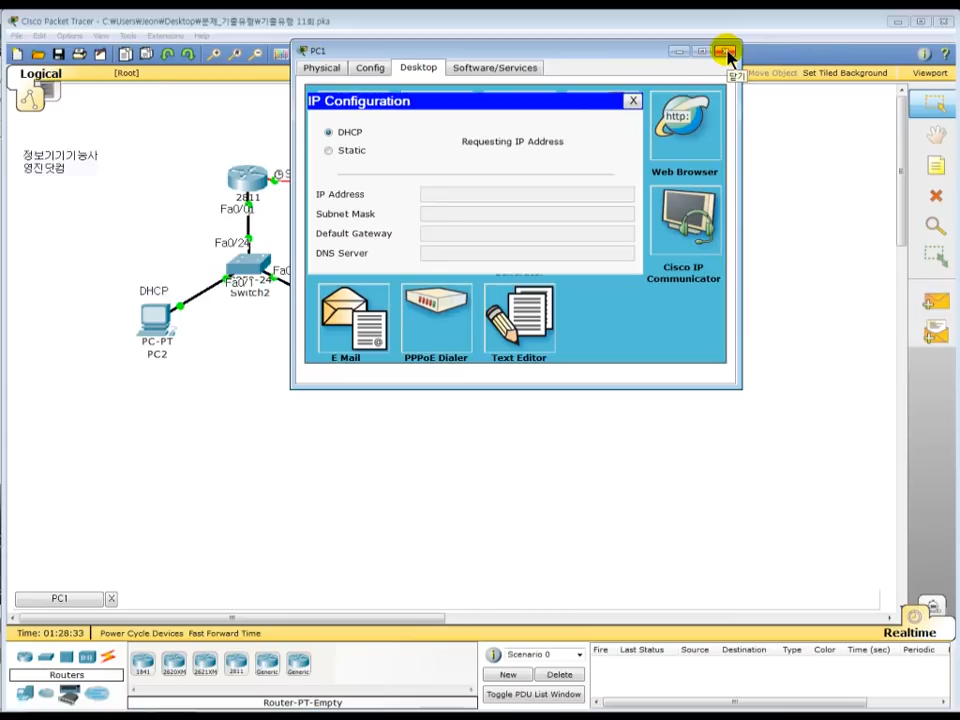 Cisco Packet Tracer - C:\Users\Jeon\Desktop\문제_기출유형\기출유형 11회.pka
File Edit Options View Tools Extensions Help
PC1
Logical
[Root]
Move Object
Set Tiled Background
Viewport
Physical
Config
Desktop
Software/Services
닫기
IP Configuration
X
DHCP
Static
Requesting IP Address
IP Address
Subnet Mask
Default Gateway
DNS Server
http:
Web Browser
Cisco IP
Communicator
E Mail
PPPoE Dialer
Text Editor
정보기기기능사
영진닷컴
2811
Fa0/24
Fa0/1
Switch2
DHCP
PC-PT
PC2
PC1
X
Time: 01:28:33
Power Cycle Devices Fast Forward Time
Realtime
Routers
1841
2620XM
2621XM
2811
Generic
Generic
Router-PT-Empty
Scenario 0
New
Delete
Toggle PDU List Window
Fire
Last Status
Source
Destination
Type
Color
Time (sec)
Periodic